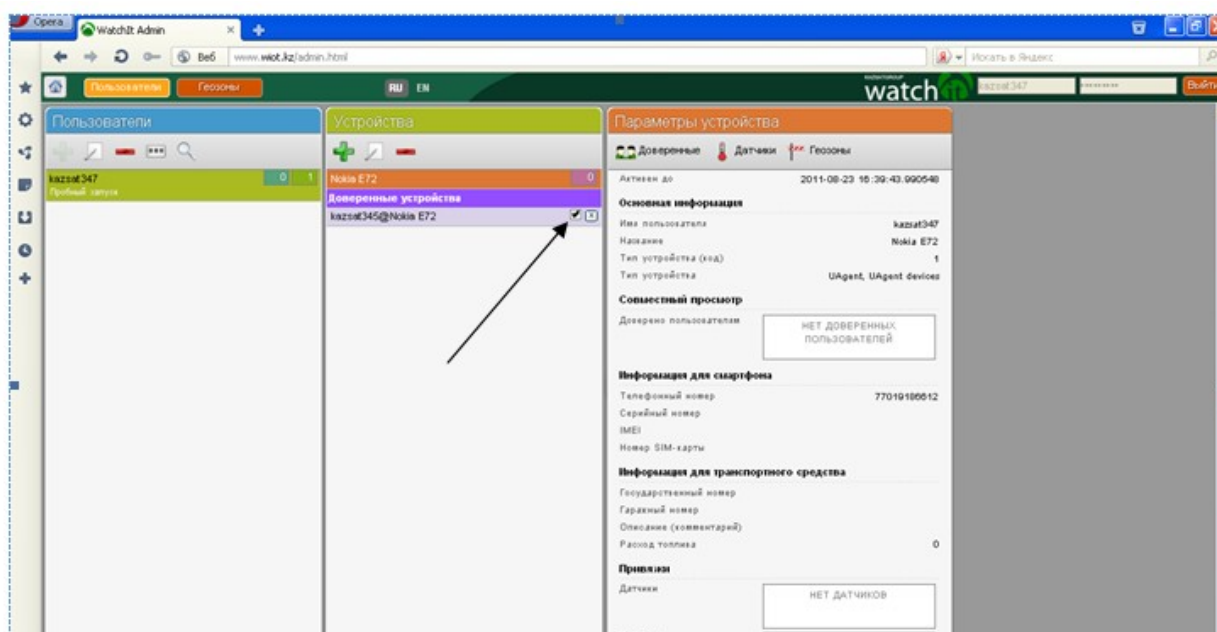 Opera
WatchIt Admin
Веб www.wiot.kz/admin.html
Искать в Яндекс
Пользователи Геозоны RU EN
KAZSATGROUP
watch it
kazsat347
Выйти
Пользователи
kazsat347 0 1
Пробный запуск
Устройства
Nokia E72 0
Доверенные устройства
kazsat345@Nokia E72
Параметры устройства
Доверенные Датчики Геозоны
Активен до 2011-08-23 16:39:43.990548
Основная информация
Имя пользователя kazsat347
Название Nokia E72
Тип устройства (код) 1
Тип устройства UAgent, UAgent devices
Совместный просмотр
Доверено пользователям
НЕТ ДОВЕРЕННЫХ
ПОЛЬЗОВАТЕЛЕЙ
Информация для смартфона
Телефонный номер 77019186612
Серийный номер
IMEI
Номер SIM-карты
Информация для транспортного средства
Государственный номер
Гаражный номер
Описание (комментарий)
Расход топлива 0
Привязки
Датчики
НЕТ ДАТЧИКОВ